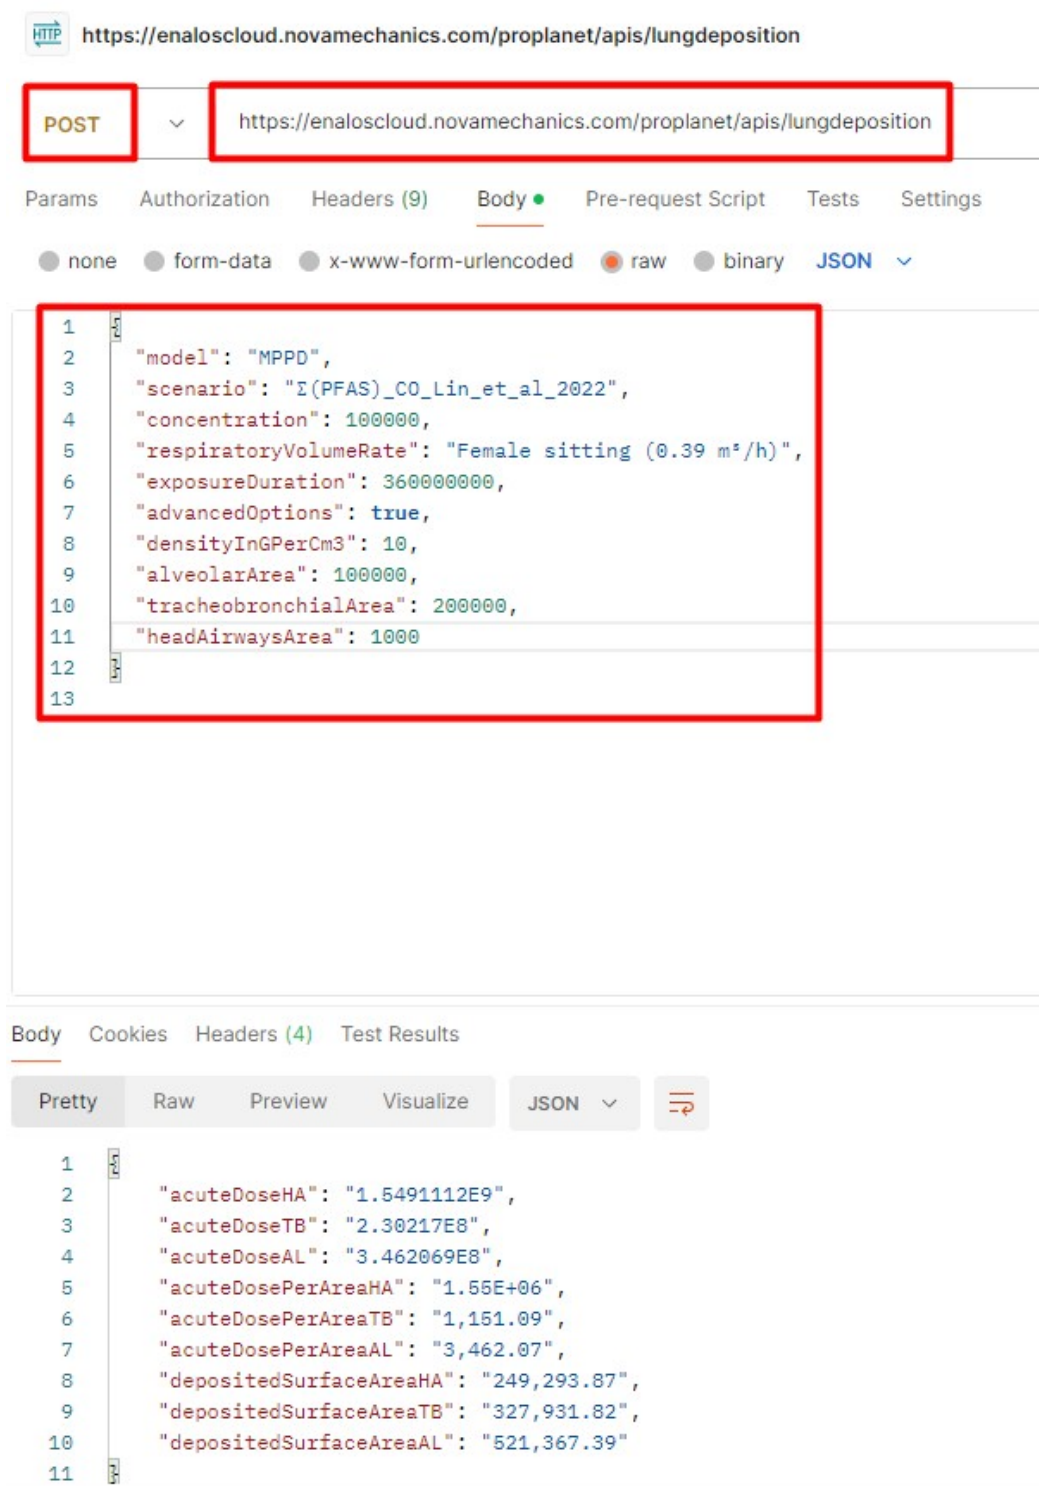 HTTP https://enaloscloud.novamechanics.com/proplanet/apis/lungdeposition
POST https://enaloscloud.novamechanics.com/proplanet/apis/lungdeposition
Params Authorization Headers (9) Body Pre-request Script Tests Settings
none form-data x-www-form-urlencoded raw binary JSON
1 {
2 "model": "MPPD",
3 "scenario": "Σ(PFAS)_CO_Lin_et_al_2022",
4 "concentration": 100000,
5 "respiratoryVolumeRate": "Female sitting (0.39 m³/h)",
6 "exposureDuration": 360000000,
7 "advancedOptions": true,
8 "densityInGPerCm3": 10,
9 "alveolarArea": 100000,
10 "tracheobronchialArea": 200000,
11 "headAirwaysArea": 1000
12 }
13
Body Cookies Headers (4) Test Results
Pretty Raw Preview Visualize JSON
1 {
2 "acuteDoseHA": "1.5491112E9",
3 "acuteDoseTB": "2.30217E8",
4 "acuteDoseAL": "3.462069E8",
5 "acuteDosePerAreaHA": "1.55E+06",
6 "acuteDosePerAreaTB": "1,151.09",
7 "acuteDosePerAreaAL": "3,462.07",
8 "depositedSurfaceAreaHA": "249,293.87",
9 "depositedSurfaceAreaTB": "327,931.82",
10 "depositedSurfaceAreaAL": "521,367.39"
11 }